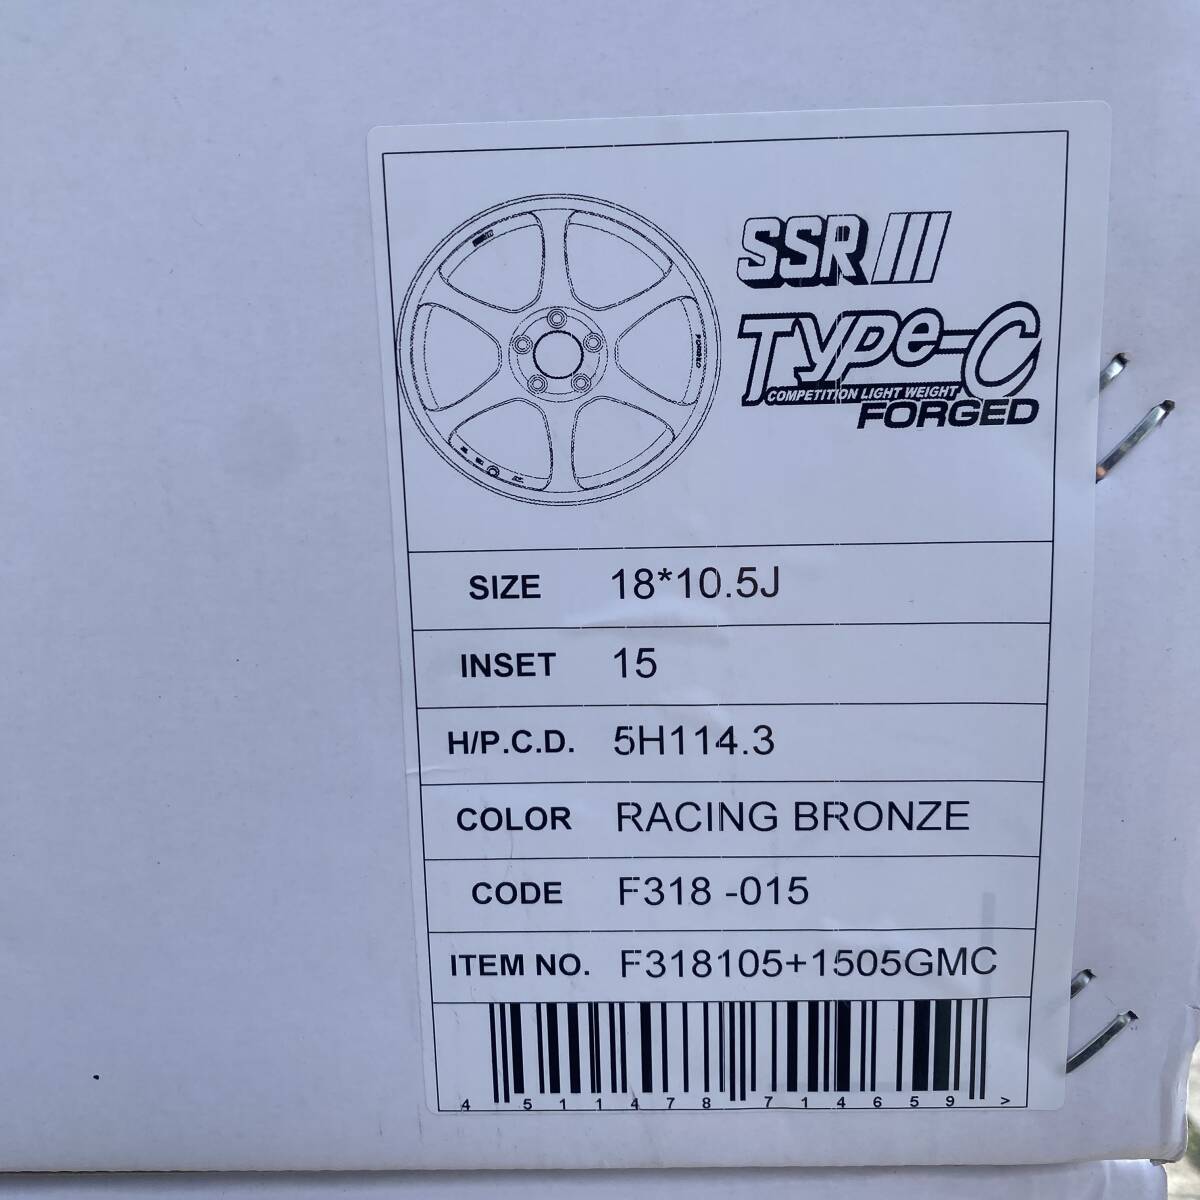 SSR
Type-C
COMPETITION LIGHT WEIGHT
FORGED
FORGED
SIZE 18*10.5J
INSET 15
H/P.C.D. 5H114.3
COLOR RACING BRONZE
CODE F318 -015
ITEM NO. F318105+1505GMC
4 511478 714659 >